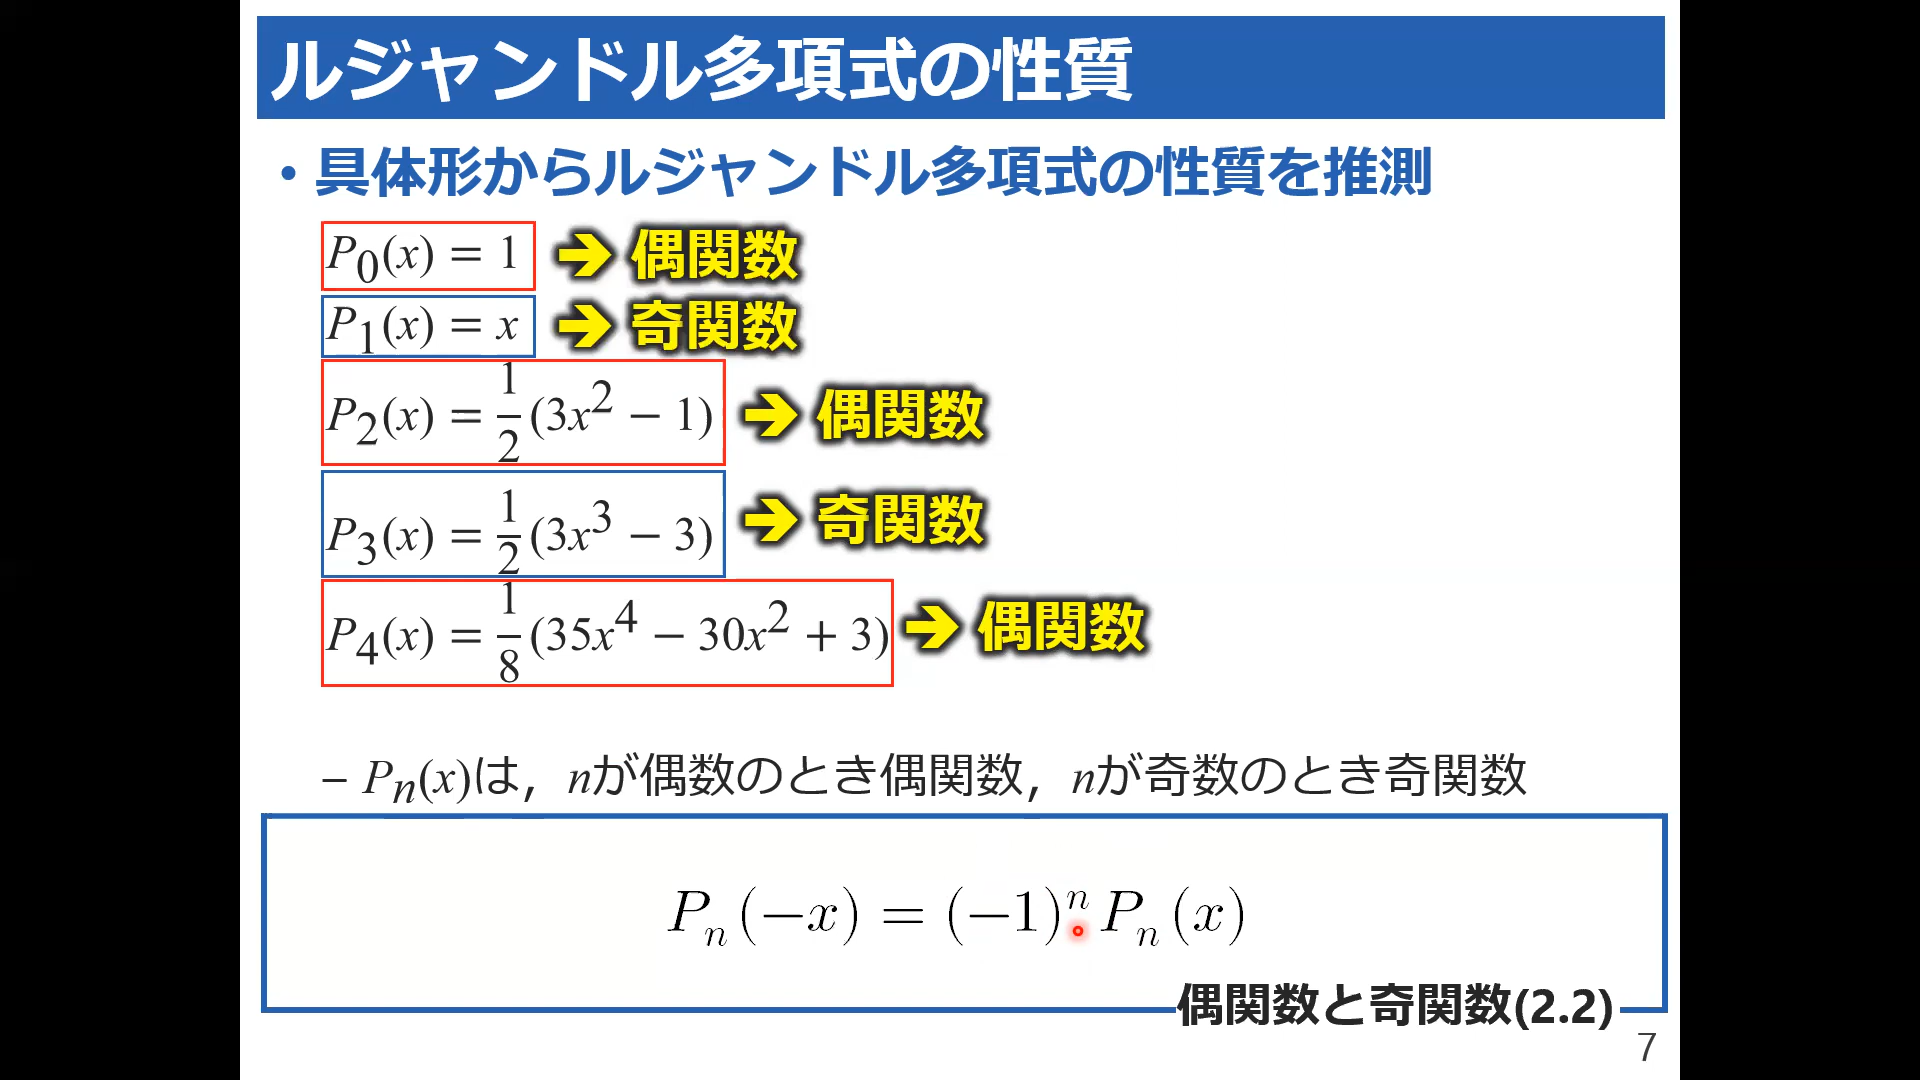 ルジャンドル多項式の性質
• 具体形からルジャンドル多項式の性質を推測
P₀(x) = 1 ➔ 偶関数
P₁(x) = x ➔ 奇関数
P₂(x) = 1/2 (3x² − 1) ➔ 偶関数
P₃(x) = 1/2 (3x³ − 3) ➔ 奇関数
P₄(x) = 1/8 (35x⁴ − 30x² + 3) ➔ 偶関数
– Pₙ(x)は，nが偶数のとき偶関数，nが奇数のとき奇関数
Pₙ(−x) = (−1)ⁿ Pₙ(x)
偶関数と奇関数(2.2)
7